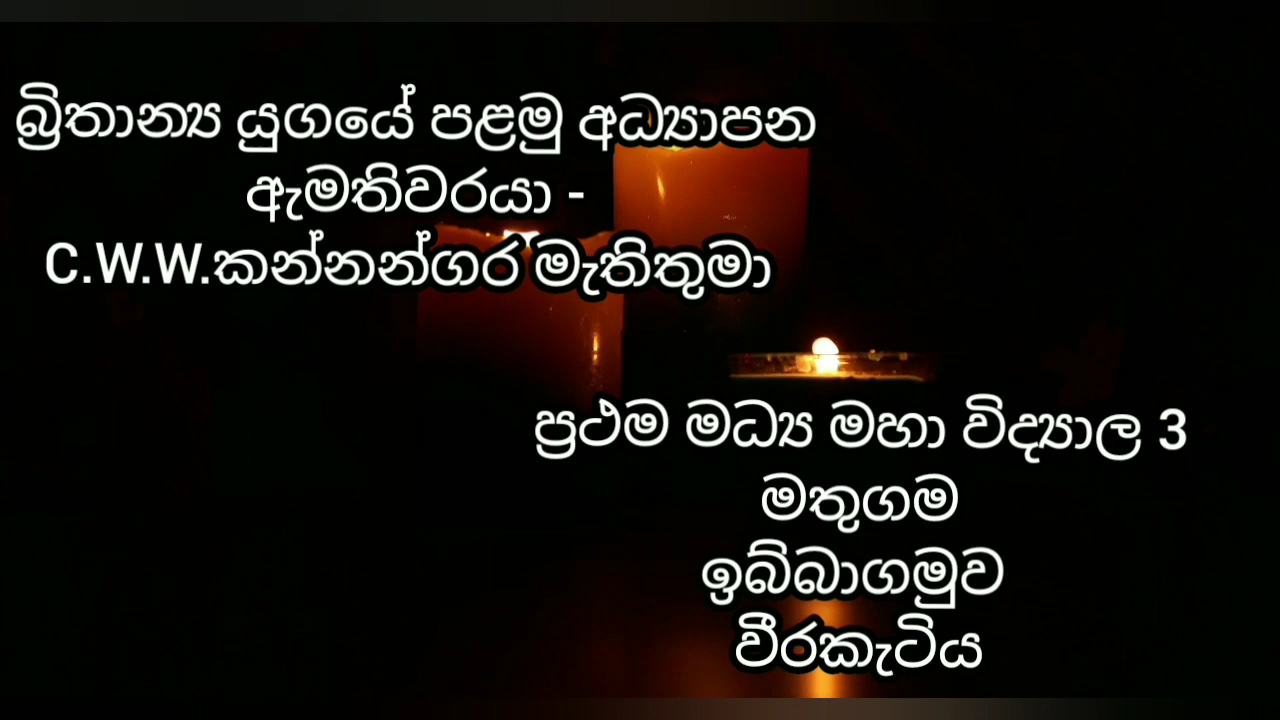 බ්‍රිතාන්‍ය යුගයේ පළමු අධ්‍යාපන
ඇමතිවරයා -
C.W.W.කන්නන්ගර මැතිතුමා
ප්‍රථම මධ්‍ය මහා විද්‍යාල 3
මතුගම
ඉබ්බාගමුව
වීරකැටිය